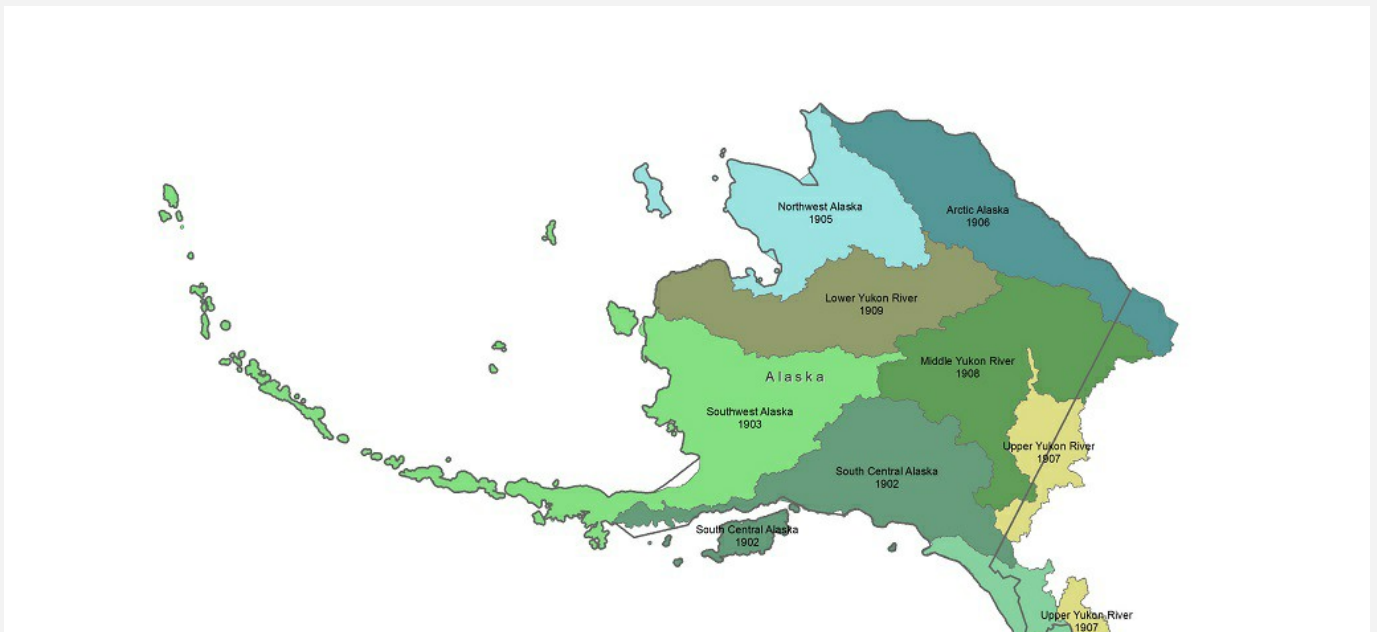 Northwest Alaska
1905
Arctic Alaska
1906
Lower Yukon River
1909
Middle Yukon River
1908
Alaska
Southwest Alaska
1903
Upper Yukon River
1907
South Central Alaska
1902
South Central Alaska
1902
Upper Yukon River
1907